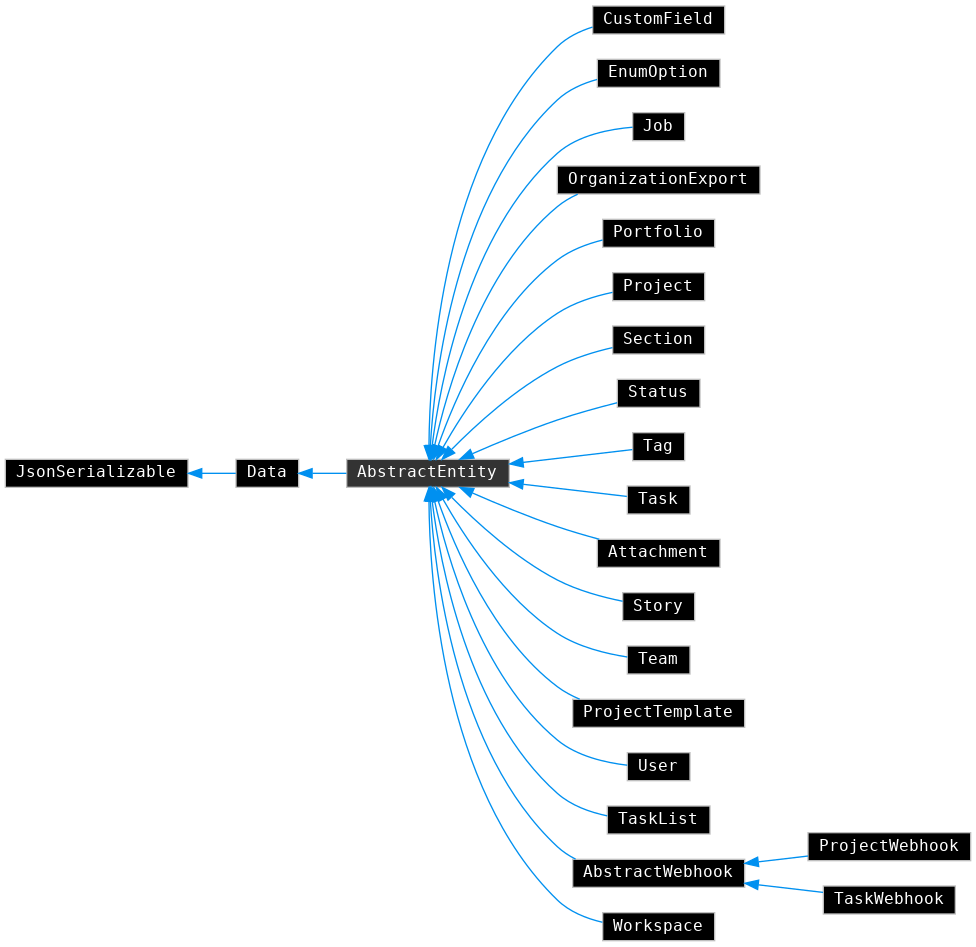 CustomField
EnumOption
Job
OrganizationExport
Portfolio
Project
Section
Status
Tag
JsonSerializable
Data
AbstractEntity
Task
Attachment
Story
Team
ProjectTemplate
User
TaskList
ProjectWebhook
AbstractWebhook
TaskWebhook
Workspace